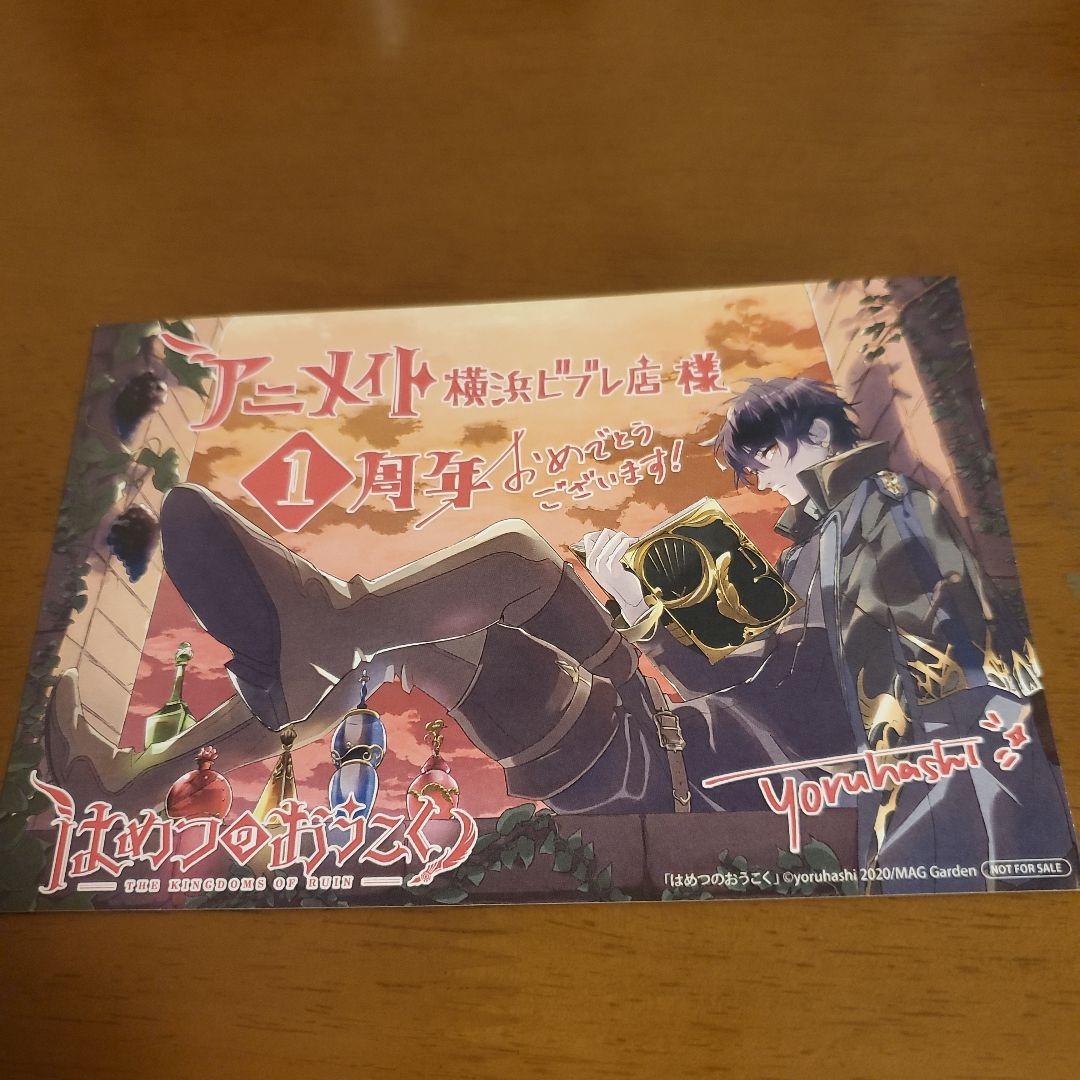 アニメイト 横浜ビブレ店 様
1周年 おめでとう
ございます!
yoruhashi
はめつのおうこく
THE KINGDOMS OF RUIN
「はめつのおうこく」©yoruhashi 2020/MAG Garden NOT FOR SALE